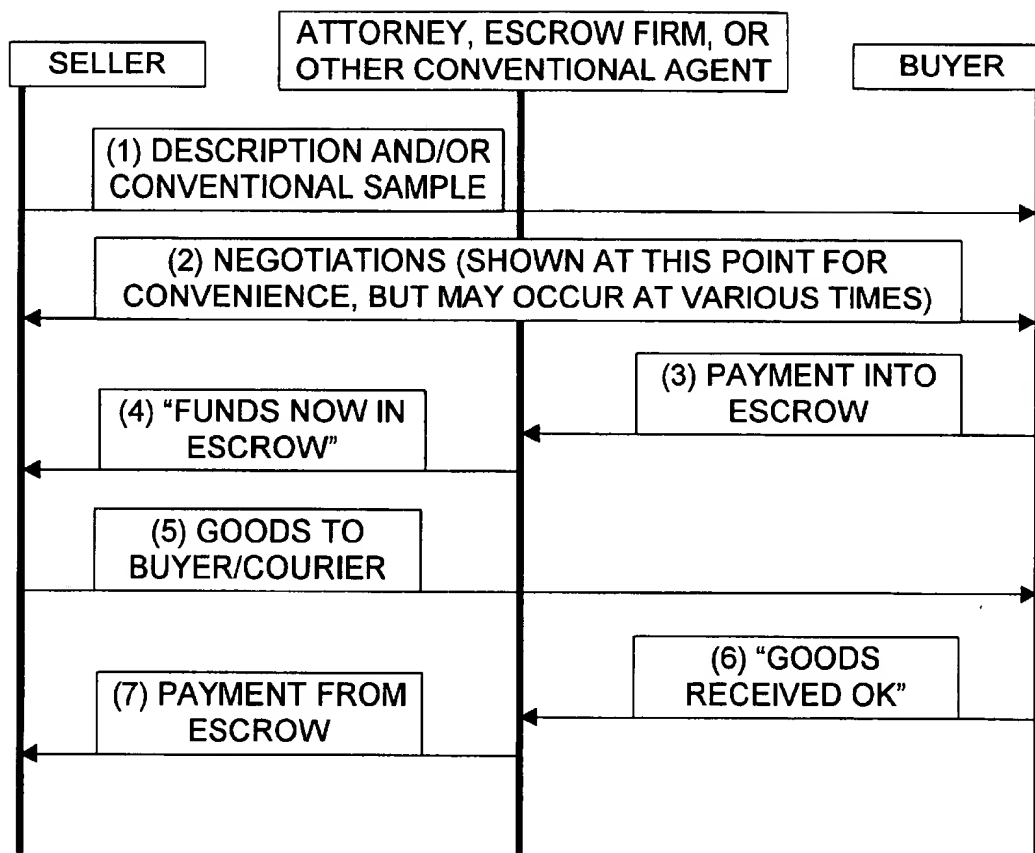 SELLER
ATTORNEY, ESCROW FIRM, OR
OTHER CONVENTIONAL AGENT
BUYER
(1) DESCRIPTION AND/OR
CONVENTIONAL SAMPLE
(2) NEGOTIATIONS (SHOWN AT THIS POINT FOR
CONVENIENCE, BUT MAY OCCUR AT VARIOUS TIMES)
(3) PAYMENT INTO
ESCROW
(4) “FUNDS NOW IN
ESCROW”
(5) GOODS TO
BUYER/COURIER
(6) “GOODS
RECEIVED OK”
(7) PAYMENT FROM
ESCROW